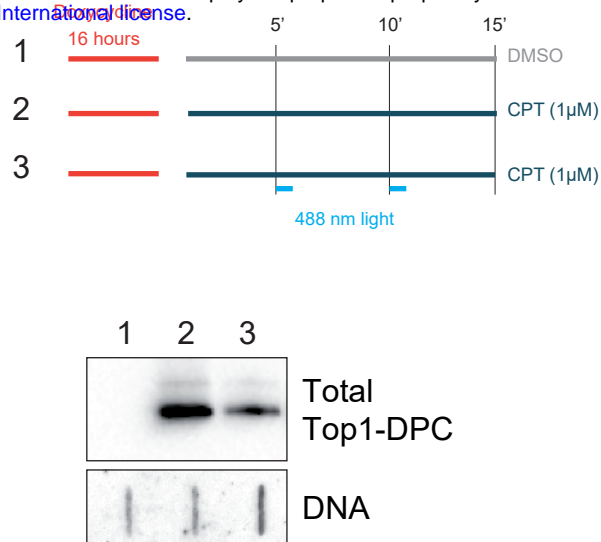 International license.
16 hours
5’ 10’ 15’
1 DMSO
2 CPT (1µM)
3 CPT (1µM)
488 nm light
1 2 3
Total
Top1-DPC
DNA